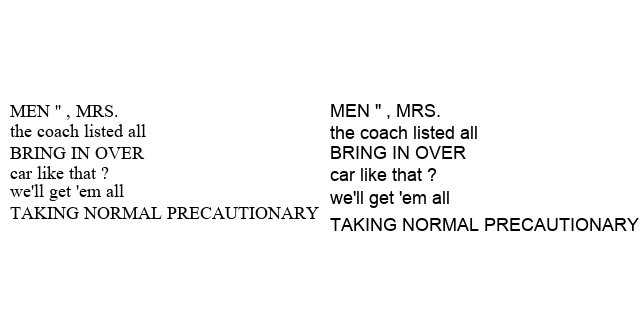 MEN " , MRS.
the coach listed all
BRING IN OVER
car like that ?
we'll get 'em all
TAKING NORMAL PRECAUTIONARY
MEN " , MRS.
the coach listed all
BRING IN OVER
car like that ?
we'll get 'em all
TAKING NORMAL PRECAUTIONARY